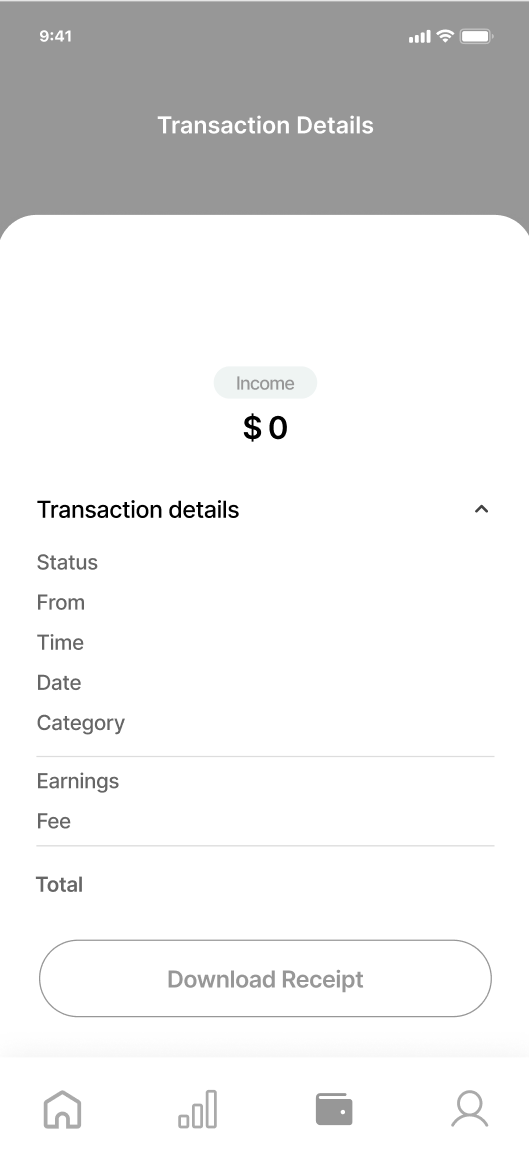 9:41
Transaction Details
Income
$ 0
Transaction details
Status
From
Time
Date
Category
Earnings
Fee
Total
Download Receipt